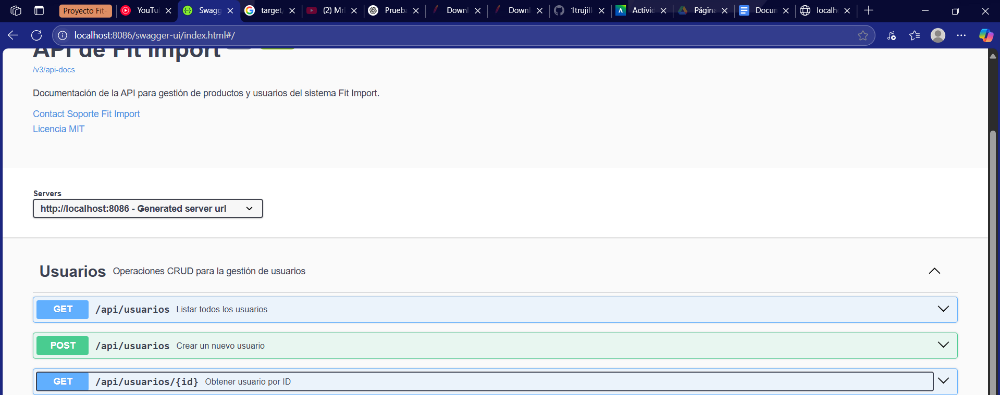 Proyecto Fit-
YouTu
Swagg
target,
(2) Mr
Prueba
Downl
Downl
1trujill
Activid
Página
Docun
localh
localhost:8086/swagger-ui/index.html#/
API de Fit Import
/v3/api-docs
Documentación de la API para gestión de productos y usuarios del sistema Fit Import.
Contact Soporte Fit Import
Licencia MIT
Servers
http://localhost:8086 - Generated server url
Usuarios Operaciones CRUD para la gestión de usuarios
GET /api/usuarios Listar todos los usuarios
POST /api/usuarios Crear un nuevo usuario
GET /api/usuarios/{id} Obtener usuario por ID